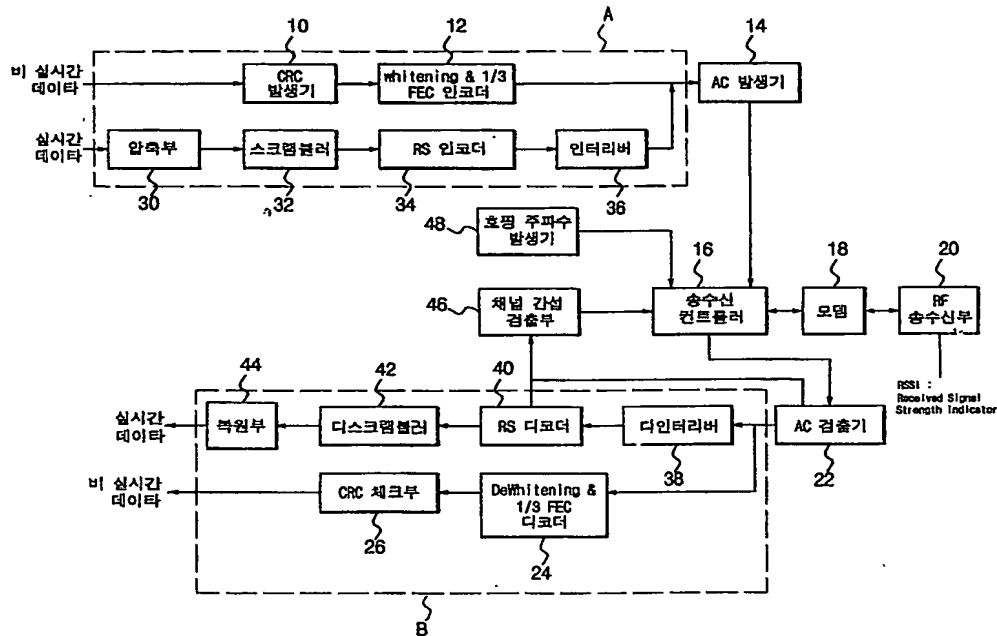 A
10
12
14
비 실시간
데이타
CRC
발생기
whitening & 1/3
FEC 인코더
AC 발생기
실시간
데이타
압축부
스크램블러
RS 인코더
인터리버
30
32
34
36
48
호핑 주파수
발생기
16
18
20
46
채널 간섭
검출부
송수신
컨트롤러
모뎀
RF
송수신부
44
42
40
RSSI :
Received Signal
Strength Indicator
실시간
데이타
복원부
디스크램블러
RS 디코더
디인터리버
AC 검출기
38
22
비 실시간
데이타
CRC 체크부
DeWhitening &
1/3 FEC
디코더
26
24
B